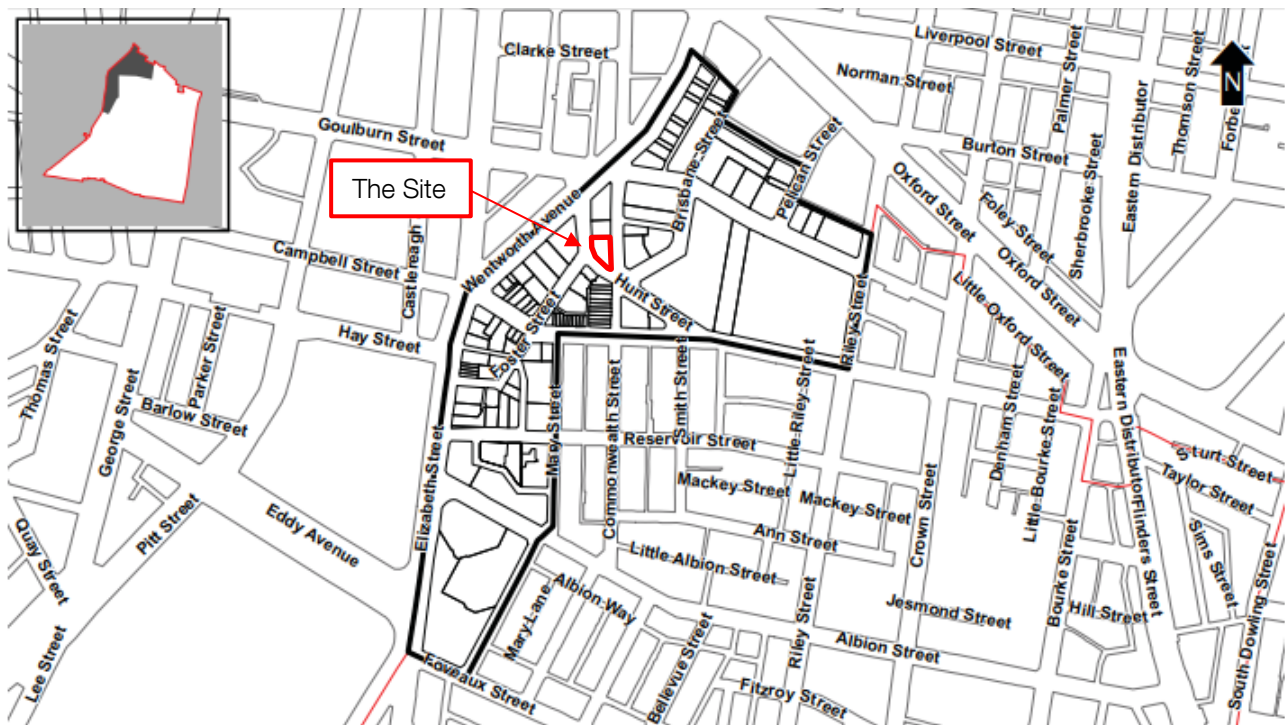 Clarke Street
Liverpool Street
Norman Street
Palmer Street
Thomson Street
N
Forbe
Goulburn Street
Burton Street
Eastern Distributor
Sherbrooke Street
The Site
Brisbane Street
Pelican Street
Oxford Street
Foley Street
Wentworth Avenue
Oxford Street
Campbell Street
Castlereagh
Hunt Street
Little Oxford Street
Riley Street
Hay Street
Foster Street
Thomas Street
Parker Street
George Street
Barlow Street
Elizabeth Street
Mary Street
Commonwealth Street
Smith Street
Little Riley Street
Reservoir Street
Denham Street
Little Bourke Street
Eastern Distributor
Flinders Street
Taylor Street
Mackey Street
Mackey Street
Crown Street
Pitt Street
Eddy Avenue
Quay Street
Ann Street
Little Albion Street
Sims Street
Albion Way
Mary Lane
Jesmond Street
Bourke Street
Hill Street
South Dowling Street
Riley Street
Albion Street
Lee Street
Foveaux Street
Bellevue Street
Fitzroy Street